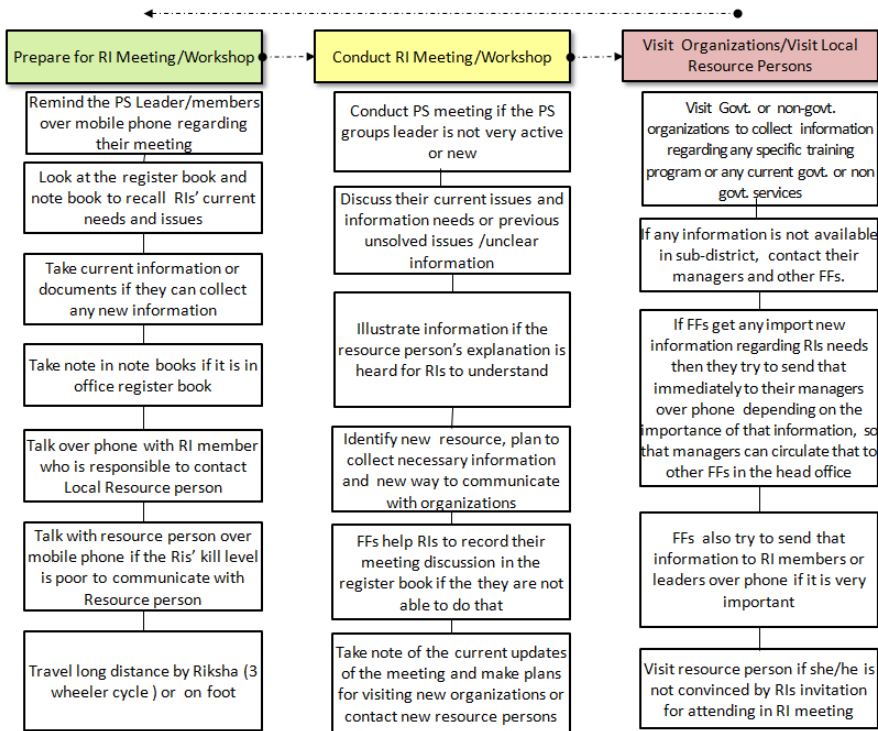 Prepare for RI Meeting/Workshop
Remind the PS Leader/members
over mobile phone regarding
their meeting
Look at the register book and
note book to recall RIs' current
needs and issues
Take current information or
documents if they can collect
any new information
Take note in note books if it is in
office register book
Talk over phone with RI member
who is responsible to contact
Local Resource person
Talk with resource person over
mobile phone if the Ris' kill level
is poor to communicate with
Resource person
Travel long distance by Riksha (3
wheeler cycle ) or on foot
Conduct RI Meeting/Workshop
Conduct PS meeting if the PS
groups leader is not very active
or new
Discuss their current issues and
information needs or previous
unsolved issues /unclear
information
Illustrate information if the
resource person's explanation is
heard for RIs to understand
Identify new resource, plan to
collect necessary information
and new way to communicate
with organizations
FFs help RIs to record their
meeting discussion in the
register book if the they are not
able to do that
Take note of the current updates
of the meeting and make plans
for visiting new organizations or
contact new resource persons
Visit Organizations/Visit Local
Resource Persons
Visit Govt. or non-govt.
organizations to collect information
regarding any specific training
program or any current govt. or non
govt. services
If any information is not available
in sub-district, contact their
managers and other FFs.
If FFs get any import new
information regarding RIs needs
then they try to send that
immediately to their managers
over phone depending on the
importance of that information, so
that managers can circulate that to
other FFs in the head office
FFs also try to send that
information to RI members or
leaders over phone if it is very
important
Visit resource person if she/he is
not convinced by RIs invitation
for attending in RI meeting